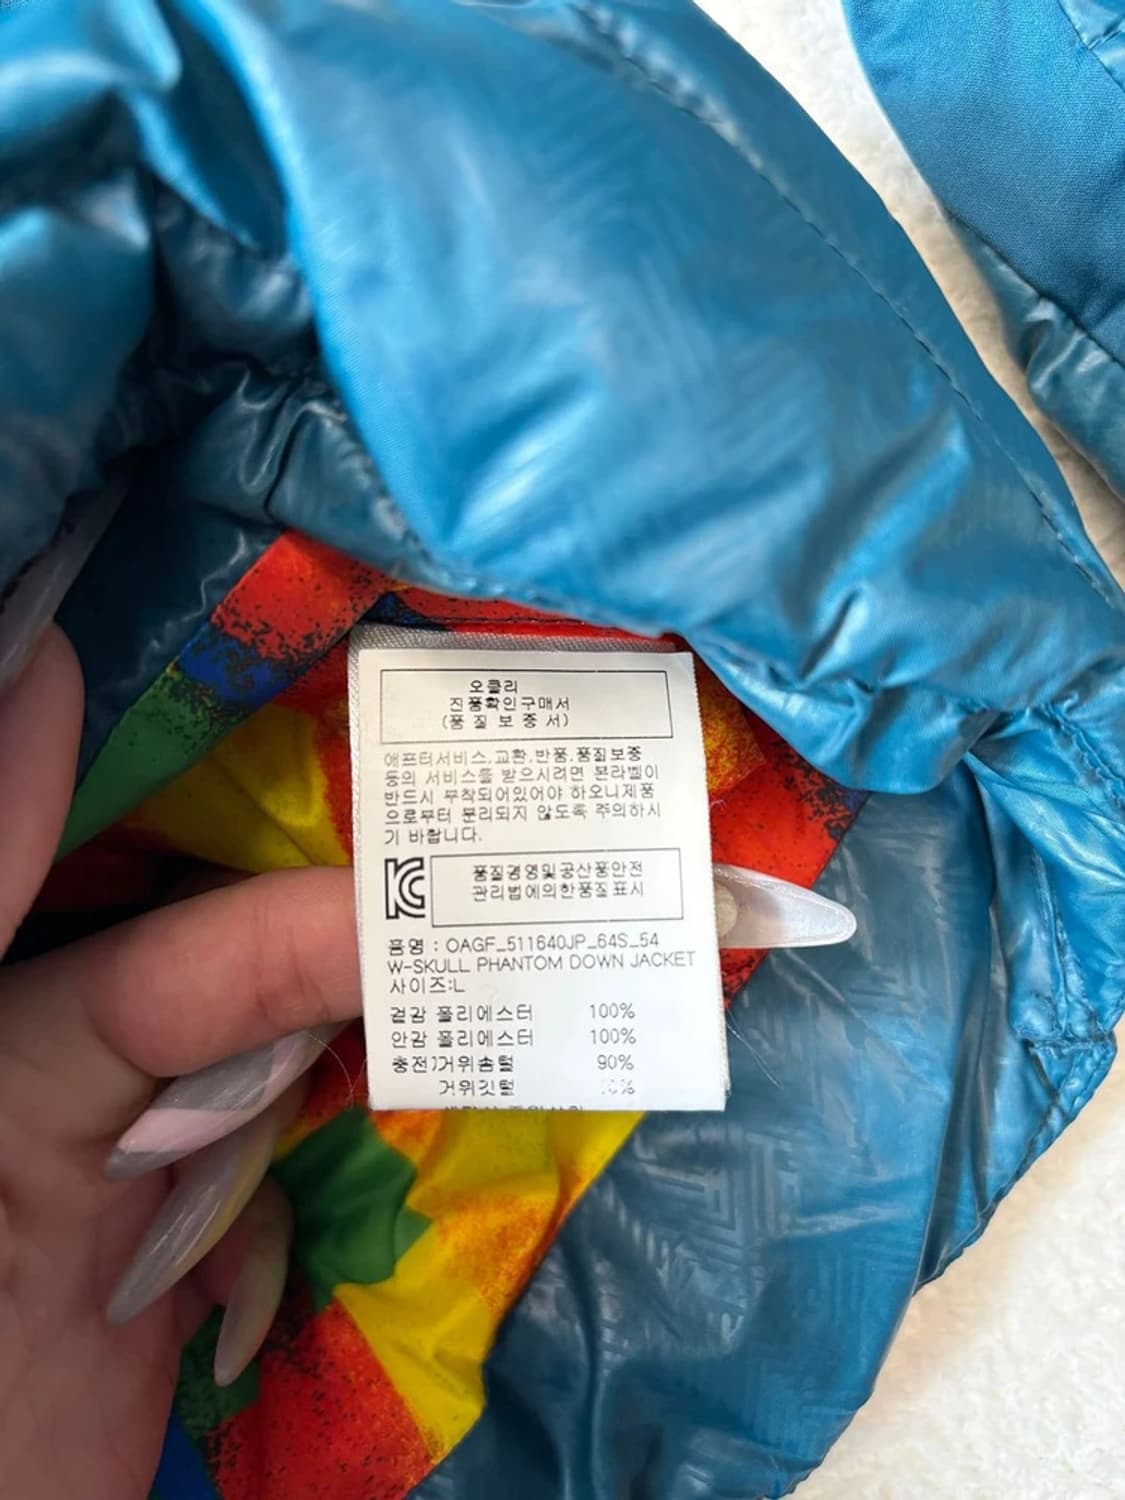 오클리
진품확인구매서
(품 질 보 증 서)
애프터서비스,교환,반품,품질보증
등의 서비스를 받으시려면 본라벨이
반드시 부착되어있어야 하오니제품
으로부터 분리되지 않도록 주의하시
기 바랍니다.
품질경영및공산품안전
관리법에의한품질표시
품명 : OAGF_511640JP_64S_54
W-SKULL PHANTOM DOWN JACKET
사이즈:L
겉감 폴리에스터 100%
안감 폴리에스터 100%
충전)거위솜털 90%
거위깃털